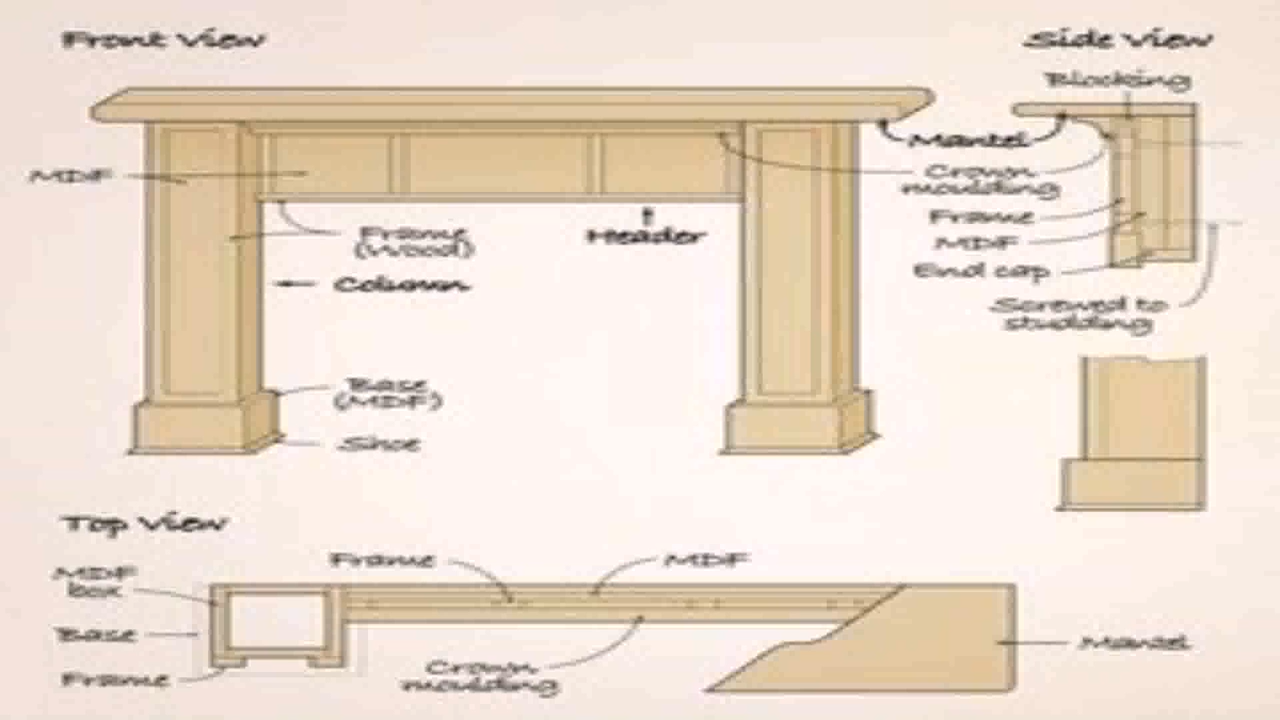 Front View
MDF
Frame
(Wood)
Header
Column
Base
(MDF)
Shoe
Side View
Blocking
Mantel
Crown
moulding
Frame
MDF
End cap
Screwed to
studding
Top View
MDF
box
Base
Frame
Frame
MDF
Crown
moulding
Mantel